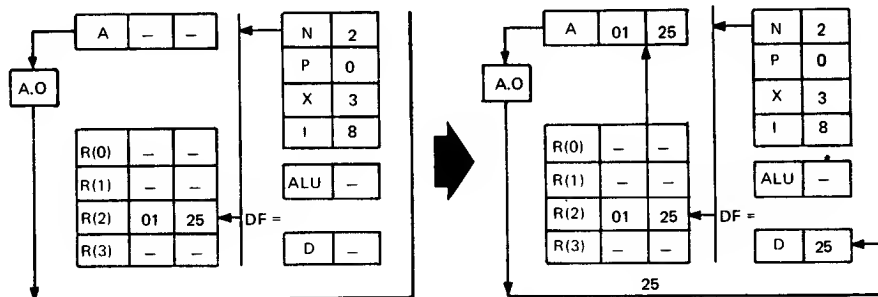 A – –
N 2
P 0
X 3
I 8
A.O
R(0) – –
R(1) – –
R(2) 01 25
R(3) – –
ALU –
DF =
D –
A 01 25
N 2
P 0
X 3
I 8
A.O
R(0) – –
R(1) – –
R(2) 01 25
R(3) – –
ALU –
DF =
D 25
25